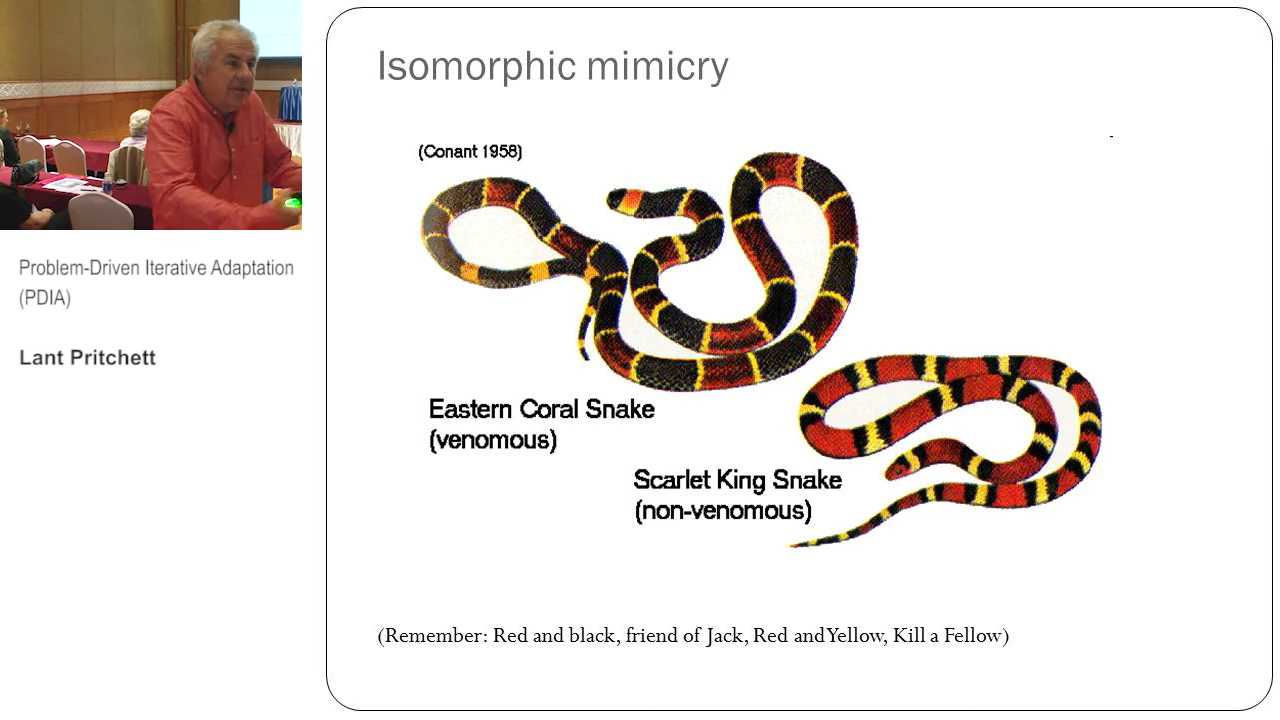 Isomorphic mimicry
(Conant 1958)
Eastern Coral Snake
(venomous)
Scarlet King Snake
(non-venomous)
(Remember: Red and black, friend of Jack, Red and Yellow, Kill a Fellow)
Problem-Driven Iterative Adaptation
(PDIA)
Lant Pritchett